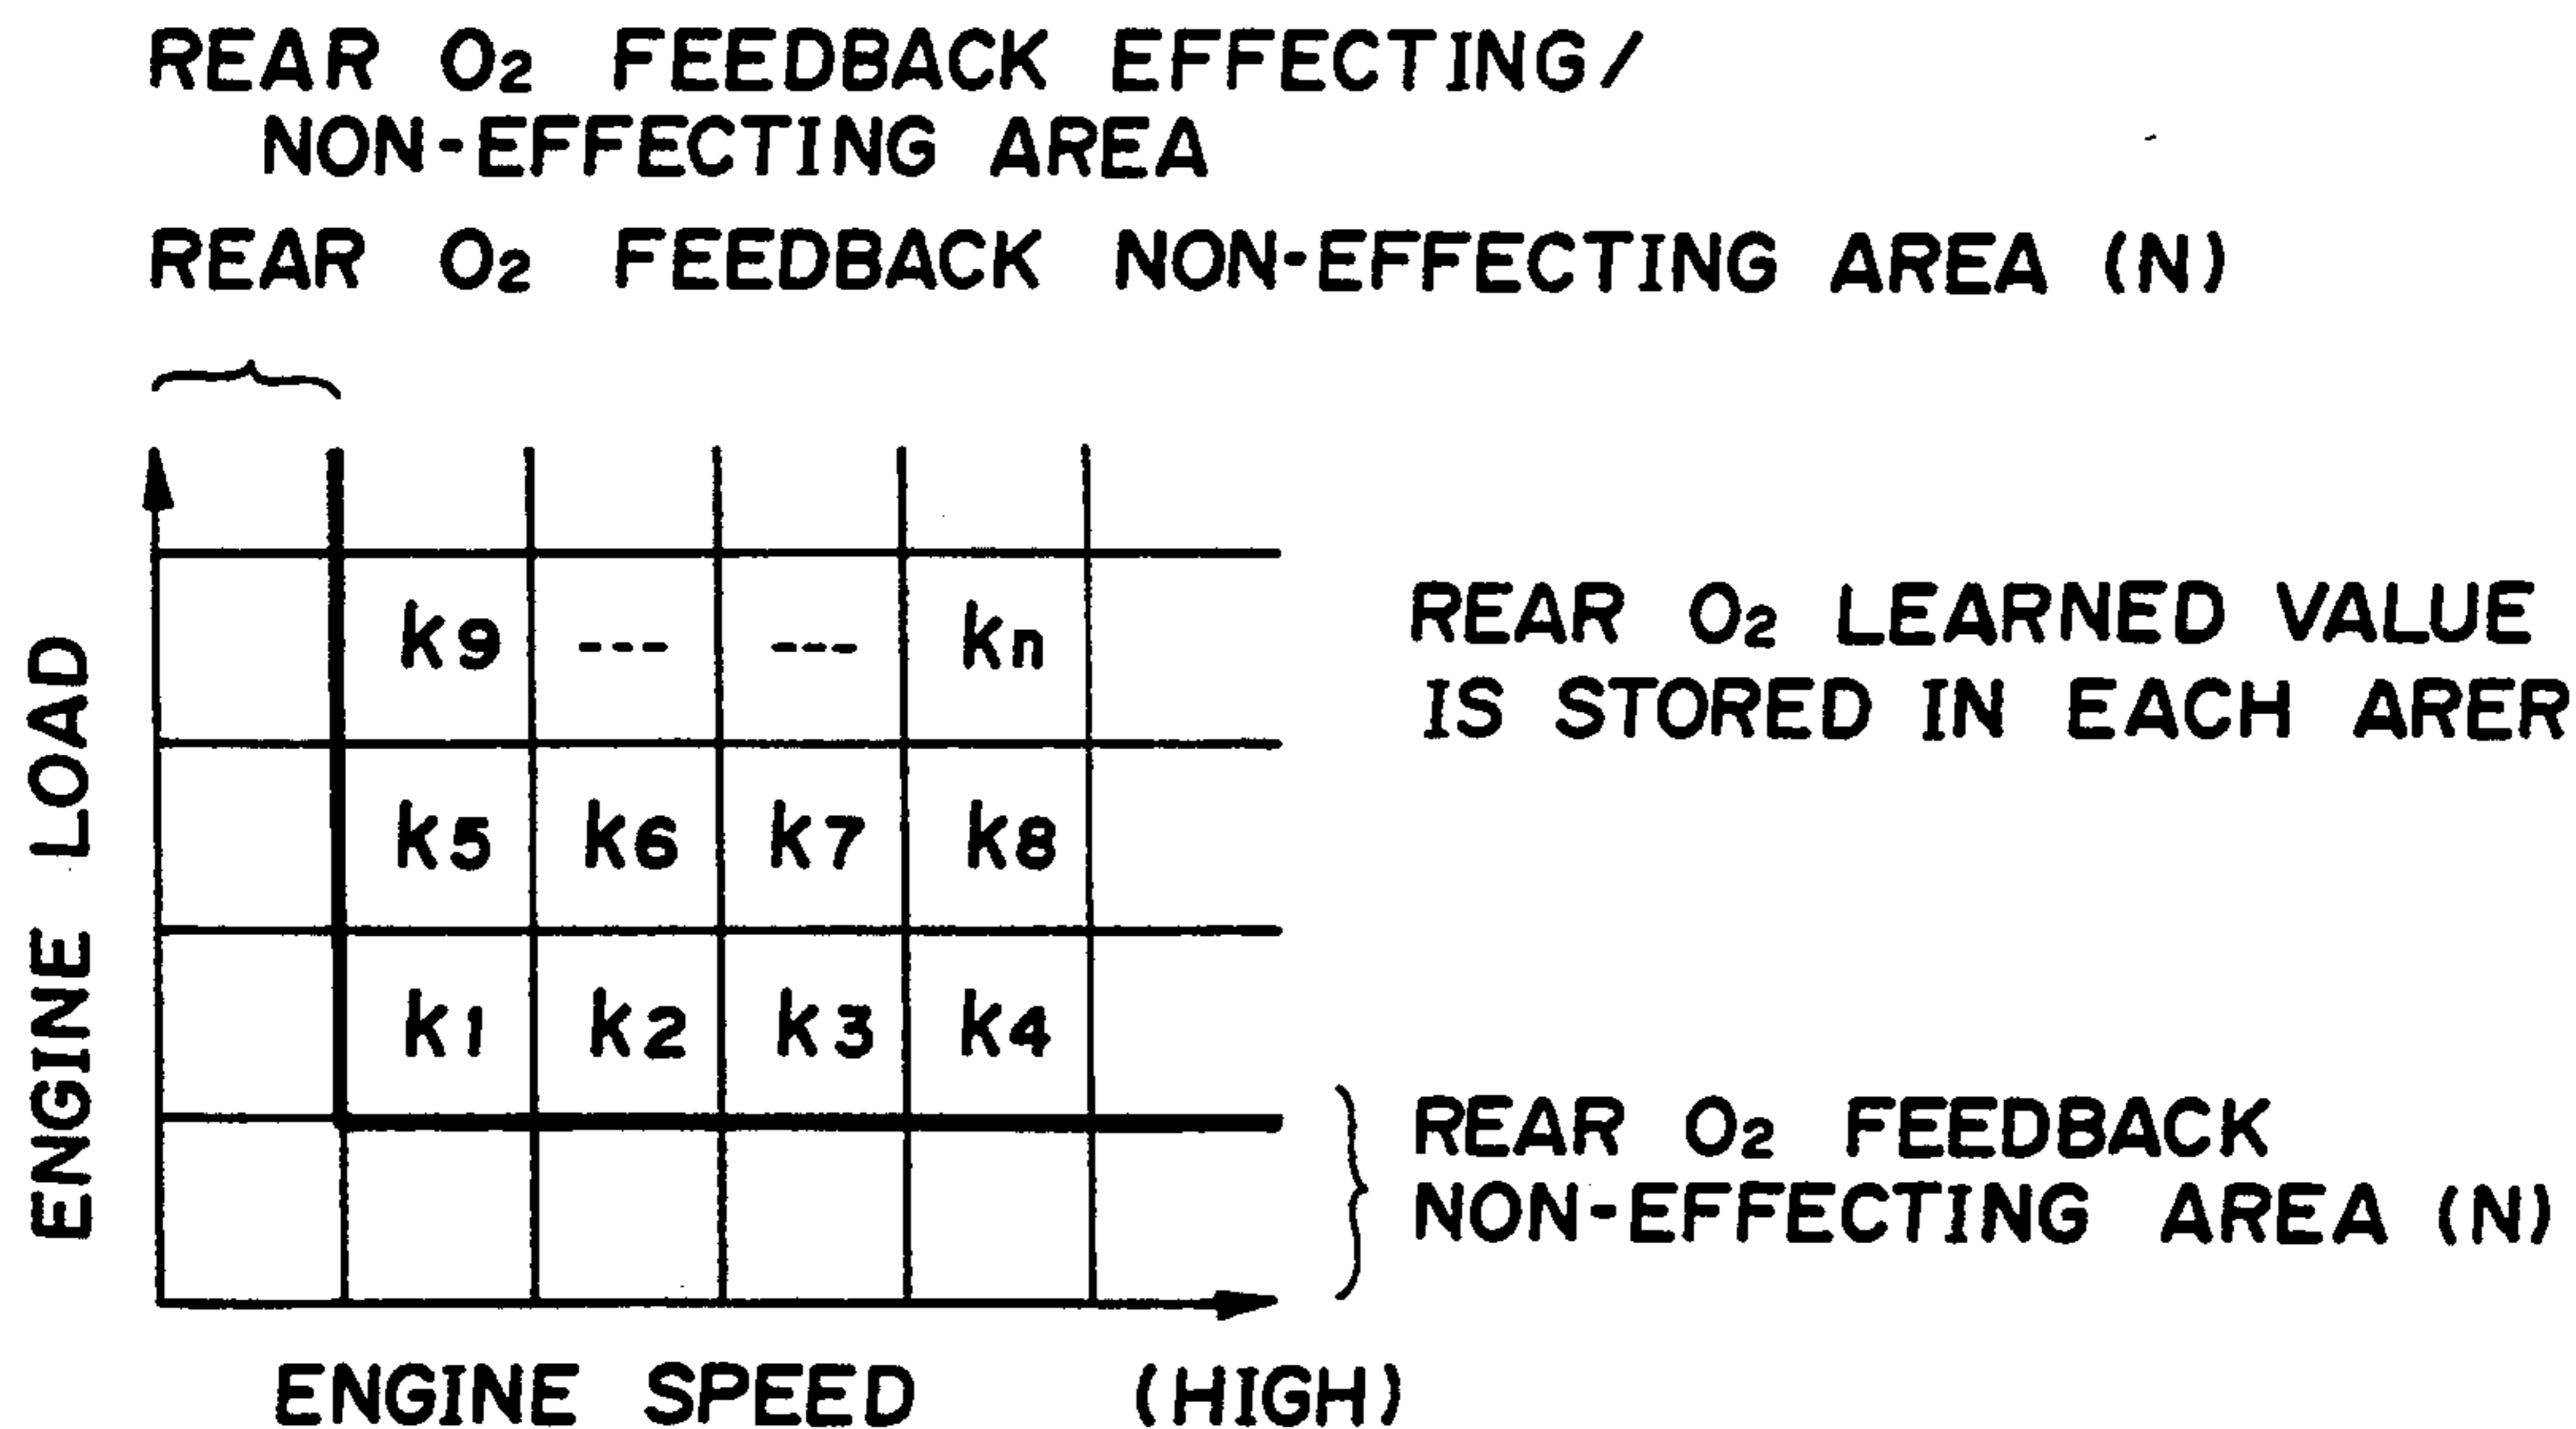 REAR O2 FEEDBACK EFFECTING/
NON-EFFECTING AREA
REAR O2 FEEDBACK NON-EFFECTING AREA (N)
k9 --- --- kn
k5 k6 k7 k8
k1 k2 k3 k4
ENGINE LOAD
REAR O2 LEARNED VALUE
IS STORED IN EACH ARER
REAR O2 FEEDBACK
NON-EFFECTING AREA (N)
ENGINE SPEED (HIGH)